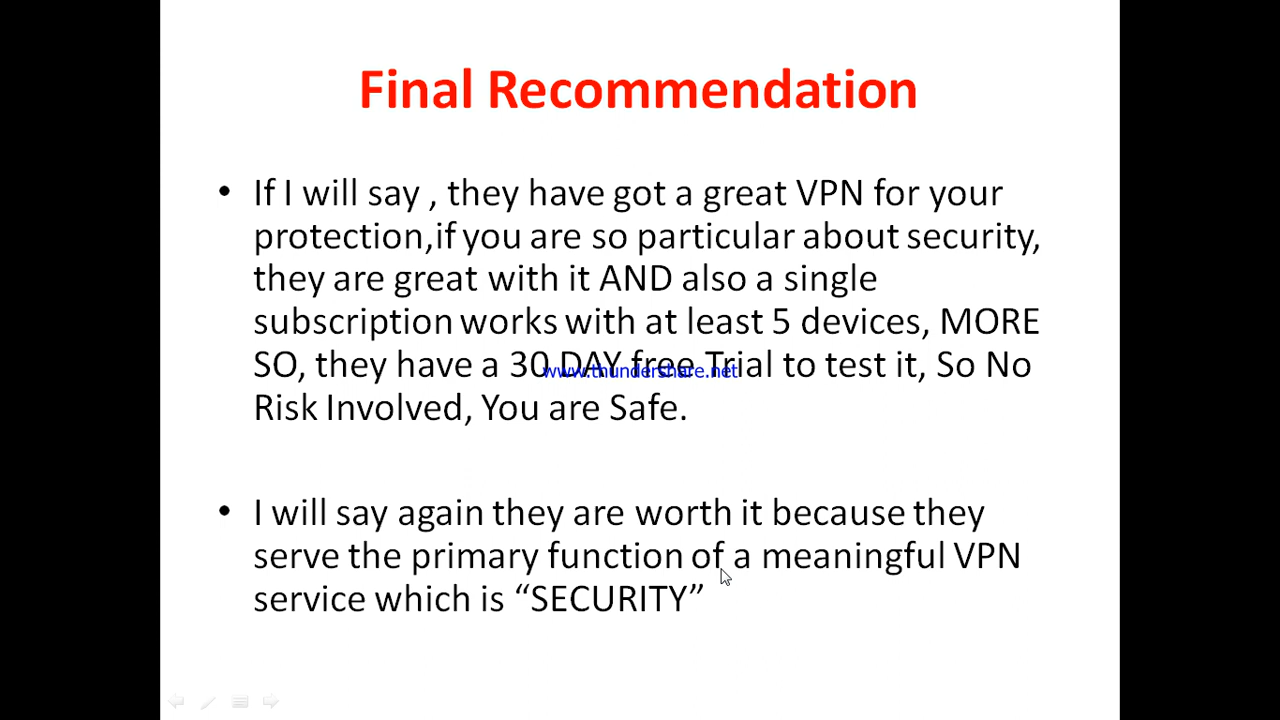 Final Recommendation
• If I will say , they have got a great VPN for your
protection,if you are so particular about security,
they are great with it AND also a single
subscription works with at least 5 devices, MORE
SO, they have a 30 DAY free Trial to test it, So No
www.thundershare.net
Risk Involved, You are Safe.
• I will say again they are worth it because they
serve the primary function of a meaningful VPN
service which is “SECURITY”